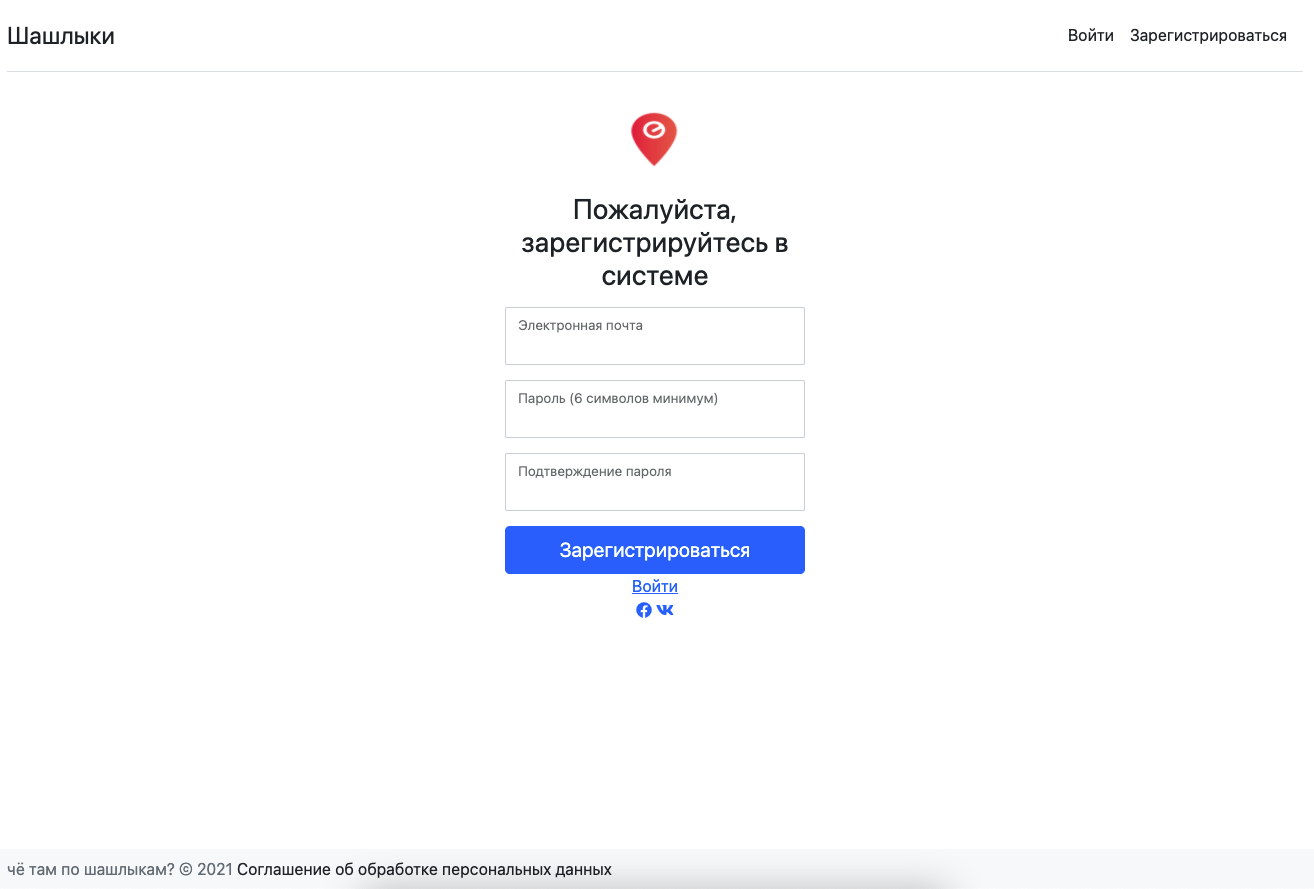 Шашлыки
Войти Зарегистрироваться
Пожалуйста,
зарегистрируйтесь в
системе
Электронная почта
Пароль (6 символов минимум)
Подтверждение пароля
Зарегистрироваться
Войти
чё там по шашлыкам? © 2021 Соглашение об обработке персональных данных